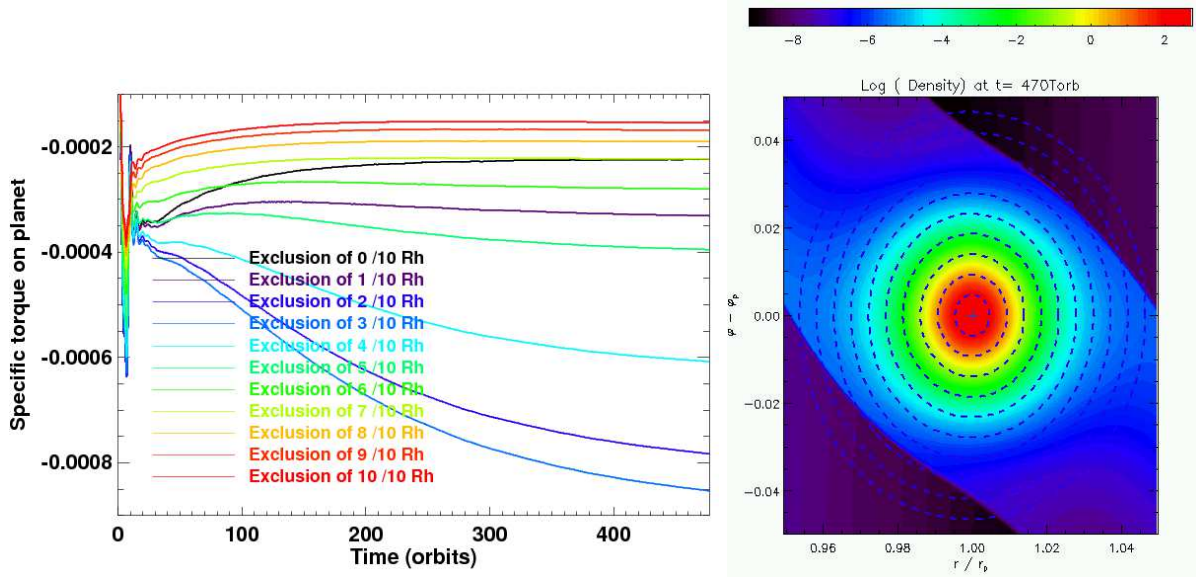 -8 -6 -4 -2 0 2
Log ( Density) at t= 470Torb
Specific torque on planet
-0.0002
-0.0004
-0.0006
-0.0008
Exclusion of 0 /10 Rh
Exclusion of 1 /10 Rh
Exclusion of 2 /10 Rh
Exclusion of 3 /10 Rh
Exclusion of 4 /10 Rh
Exclusion of 5 /10 Rh
Exclusion of 6 /10 Rh
Exclusion of 7 /10 Rh
Exclusion of 8 /10 Rh
Exclusion of 9 /10 Rh
Exclusion of 10 /10 Rh
0 100 200 300 400
Time (orbits)
φ - φp
0.04
0.02
0.00
-0.02
-0.04
0.96 0.98 1.00 1.02 1.04
r / rp